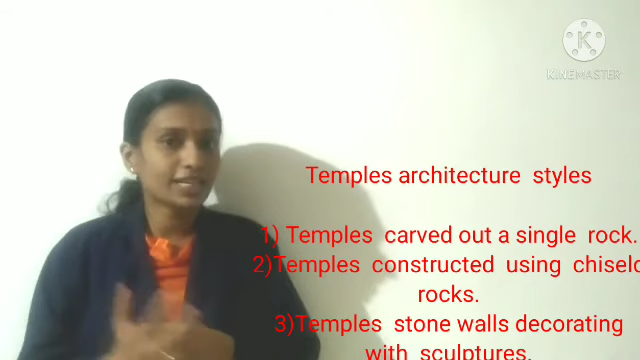 KINEMASTER
Temples architecture styles
1) Temples carved out a single rock.
2)Temples constructed using chiselc
rocks.
3)Temples stone walls decorating
with sculptures.